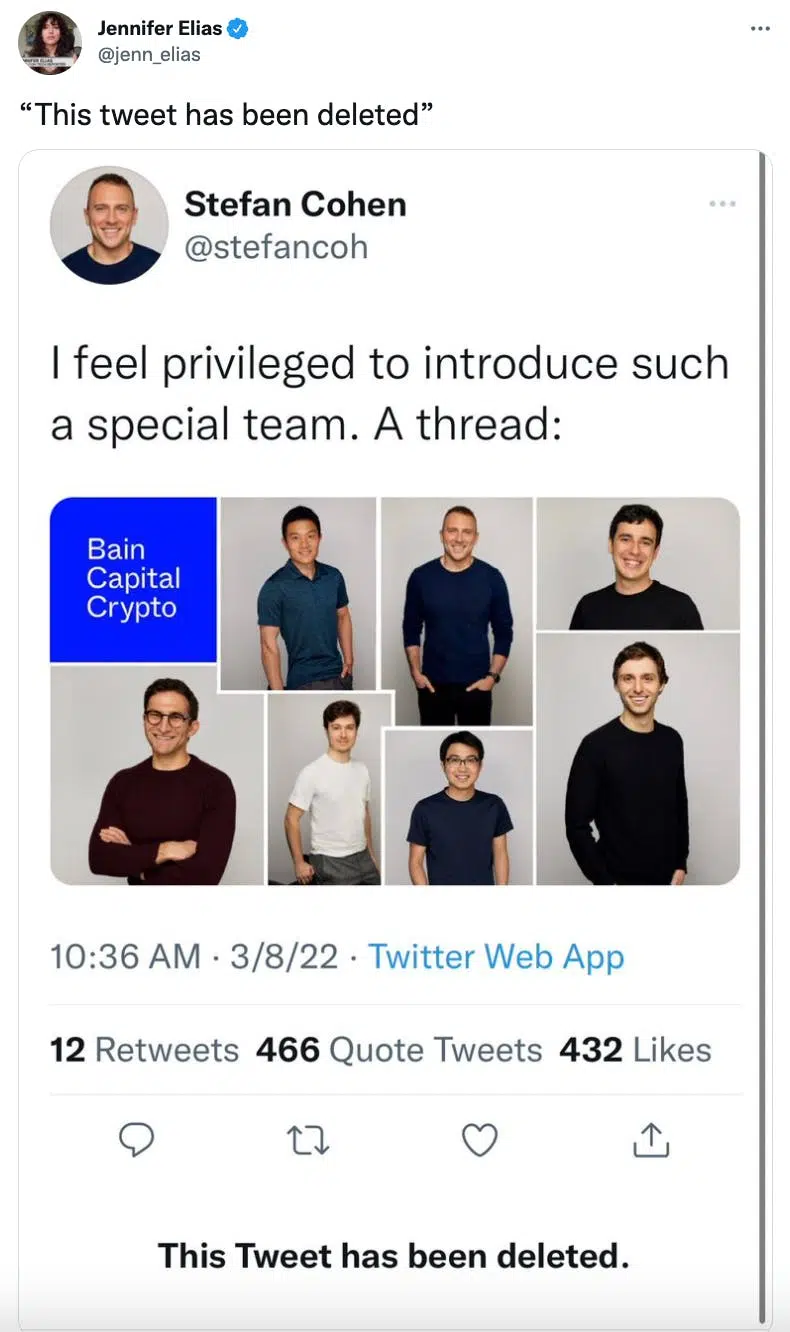 Jennifer Elias
@jenn_elias
“This tweet has been deleted”
Stefan Cohen
@stefancoh
I feel privileged to introduce such
a special team. A thread:
Bain
Capital
Crypto
10:36 AM · 3/8/22 · Twitter Web App
12 Retweets 466 Quote Tweets 432 Likes
This Tweet has been deleted.